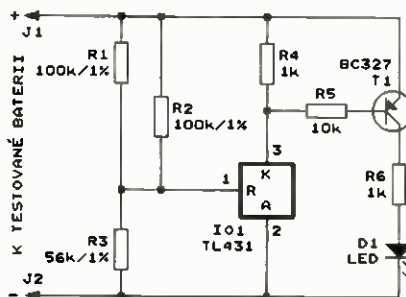 +
J1
K TESTOVANÉ BATERII
R1
100k/1%
R2
100k/1%
R3
56k/1%
R4
1k
R5
10k
BC327
T1
3
K
1
R
A
2
IO1
TL431
R6
1k
D1
LED
J2
-